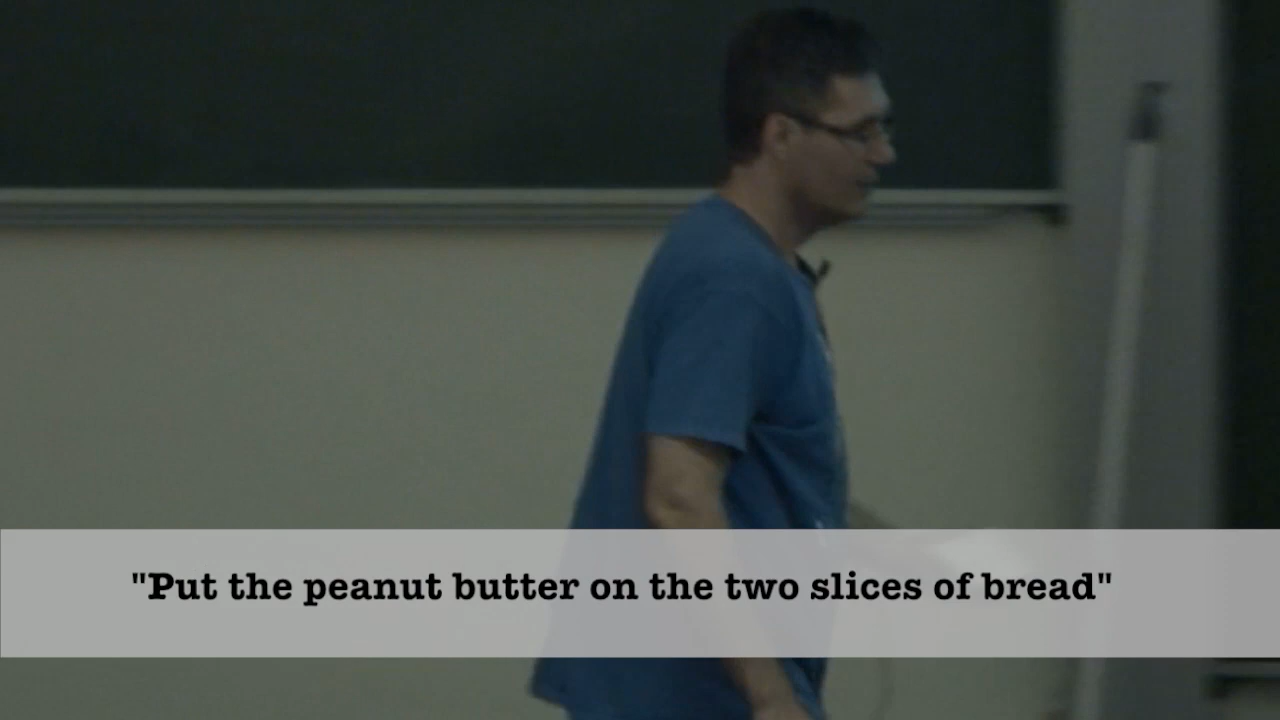 "Put the peanut butter on the two slices of bread"